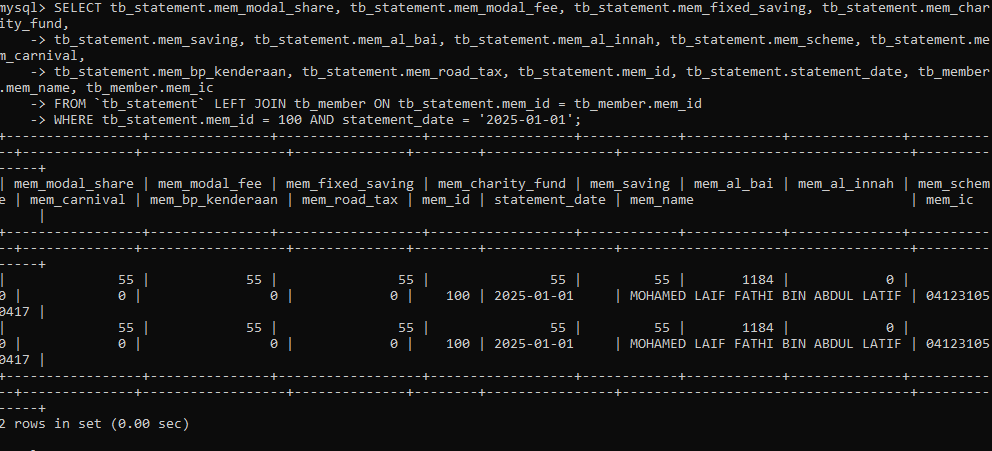 mysql> SELECT tb_statement.mem_modal_share, tb_statement.mem_modal_fee, tb_statement.mem_fixed_saving, tb_statement.mem_char
ity_fund,
    -> tb_statement.mem_saving, tb_statement.mem_al_bai, tb_statement.mem_al_innah, tb_statement.mem_scheme, tb_statement.me
m_carnival,
    -> tb_statement.mem_bp_kenderaan, tb_statement.mem_road_tax, tb_statement.mem_id, tb_statement.statement_date, tb_member
.mem_name, tb_member.mem_ic
    -> FROM `tb_statement` LEFT JOIN tb_member ON tb_statement.mem_id = tb_member.mem_id
    -> WHERE tb_statement.mem_id = 100 AND statement_date = '2025-01-01';
+-----------------+---------------+------------------+------------------+------------+------------+--------------+----------
--+--------------+------------------+--------------+--------+----------------+------------------------------------+---------
-----+
| mem_modal_share | mem_modal_fee | mem_fixed_saving | mem_charity_fund | mem_saving | mem_al_bai | mem_al_innah | mem_schem
e | mem_carnival | mem_bp_kenderaan | mem_road_tax | mem_id | statement_date | mem_name                           | mem_ic
     |
+-----------------+---------------+------------------+------------------+------------+------------+--------------+----------
--+--------------+------------------+--------------+--------+----------------+------------------------------------+---------
-----+
|              55 |            55 |               55 |               55 |         55 |       1184 |            0 |
0 |            0 |                0 |            0 |    100 | 2025-01-01     | MOHAMED LAIF FATHI BIN ABDUL LATIF | 04123105
0417 |
|              55 |            55 |               55 |               55 |         55 |       1184 |            0 |
0 |            0 |                0 |            0 |    100 | 2025-01-01     | MOHAMED LAIF FATHI BIN ABDUL LATIF | 04123105
0417 |
+-----------------+---------------+------------------+------------------+------------+------------+--------------+----------
--+--------------+------------------+--------------+--------+----------------+------------------------------------+---------
-----+
2 rows in set (0.00 sec)